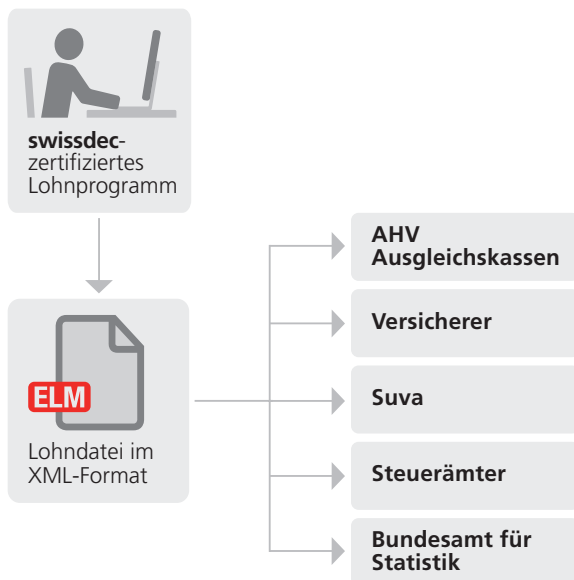 swissdec-
zertifiziertes
Lohnprogramm
ELM
Lohndatei im
XML-Format
AHV
Ausgleichskassen
Versicherer
Suva
Steuerämter
Bundesamt für
Statistik